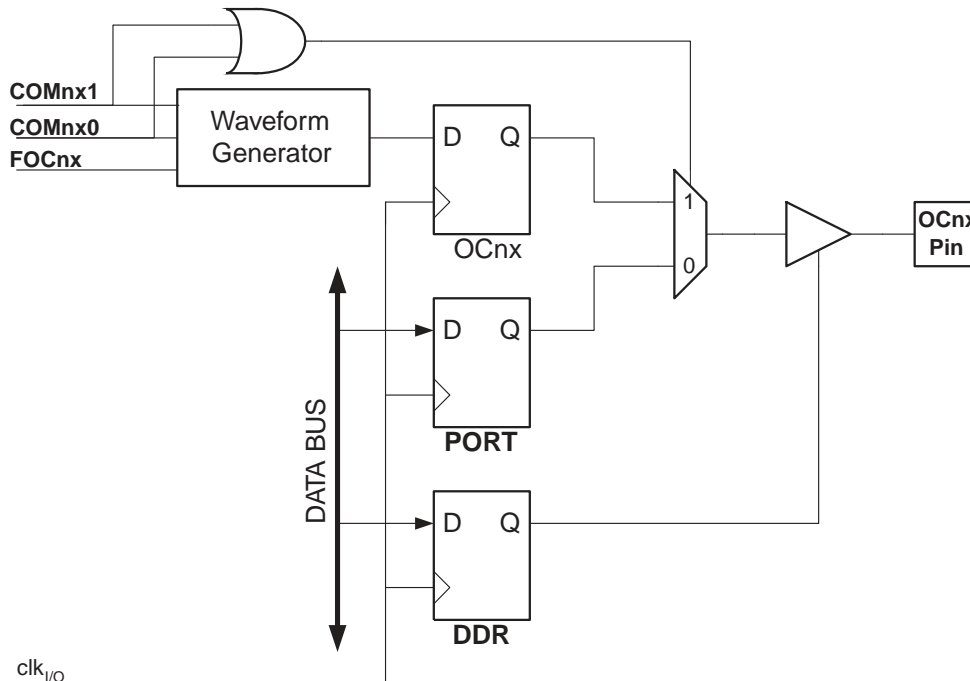 COMnx1
COMnx0
FOCnx
Waveform
Generator
D Q
OCnx
1
0
OCnx
Pin
D Q
PORT
DATA BUS
D Q
DDR
clkI/O